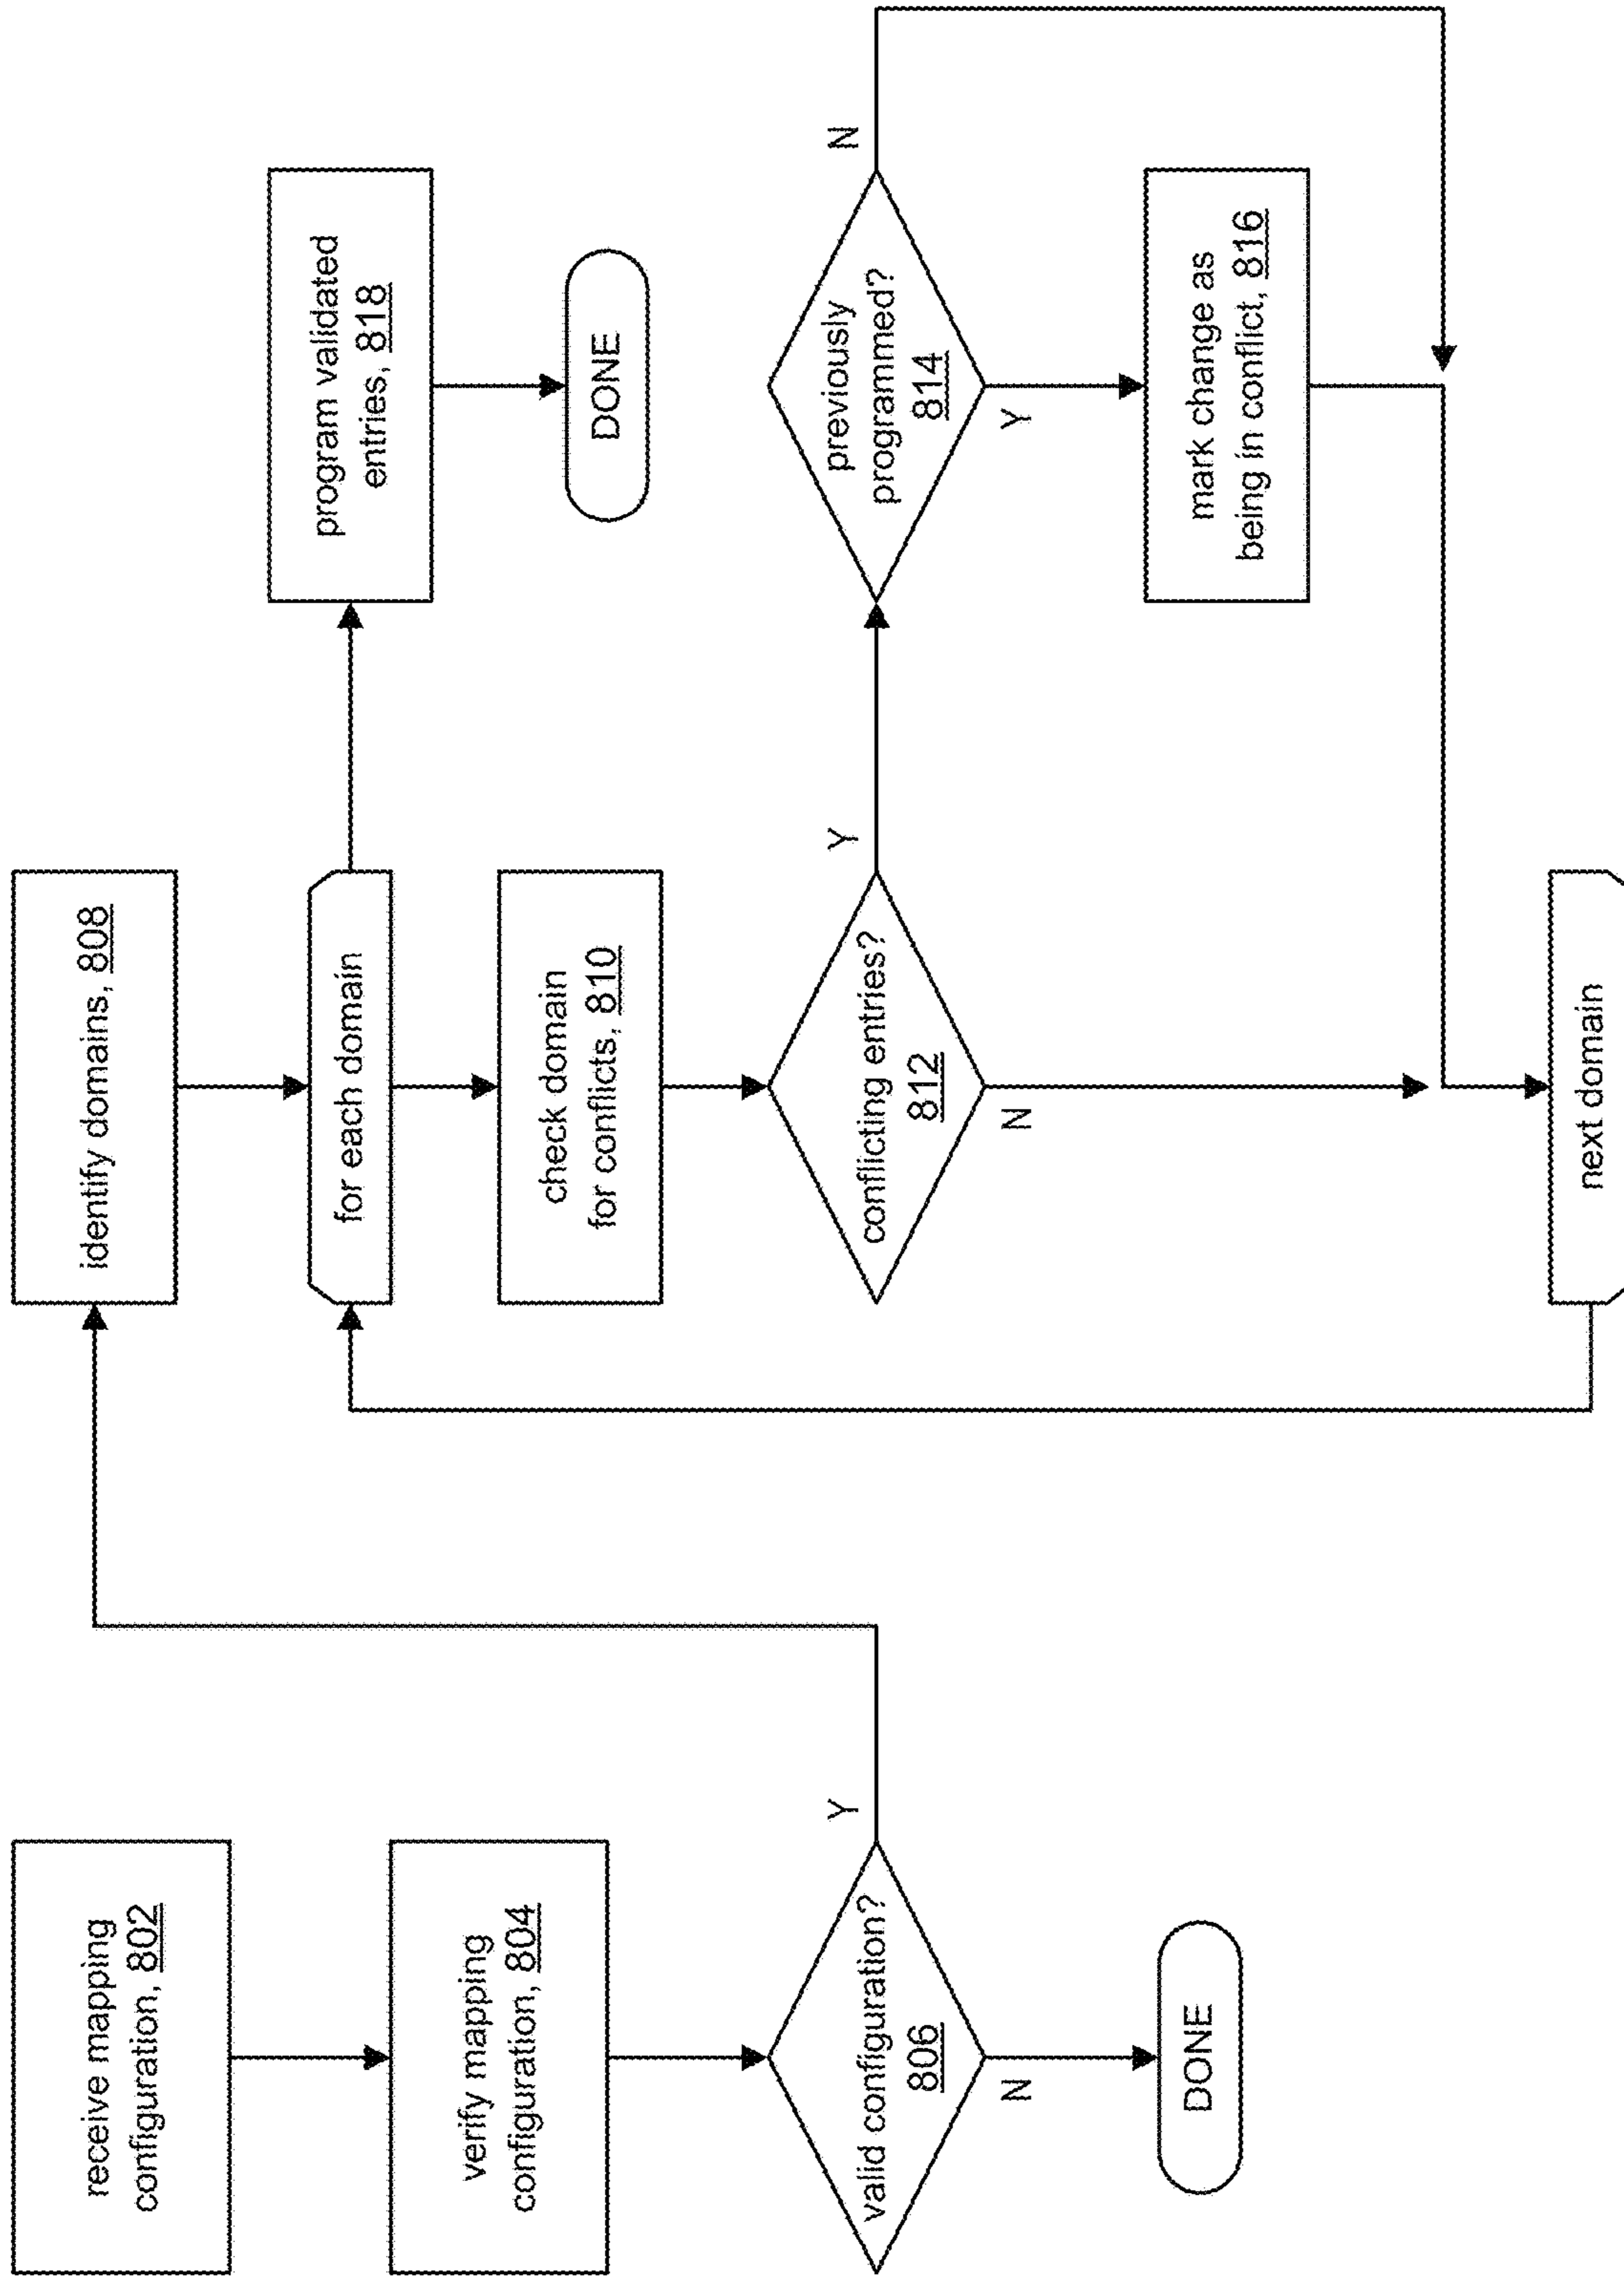 receive mapping
configuration, 802
verify mapping
configuration, 804
valid configuration?
806
Y
N
DONE
identify domains, 808
for each domain
check domain
for conflicts, 810
conflicting entries?
812
Y
N
next domain
program validated
entries, 818
DONE
previously
programmed?
814
N
Y
mark change as
being in conflict, 816